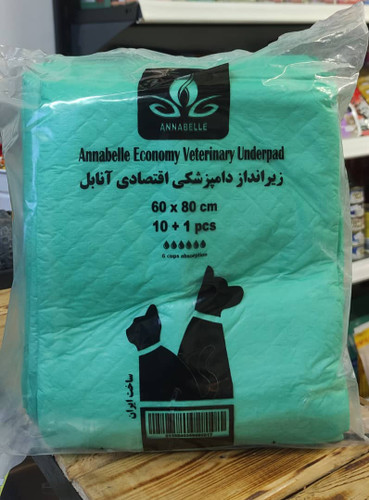 ANNABELLE
Annabelle Economy Veterinary Underpad
زیرانداز دامپزشکی اقتصادی آنابل
60 x 80 cm
10 + 1 pcs
6 cups absorption
ساخت ایران